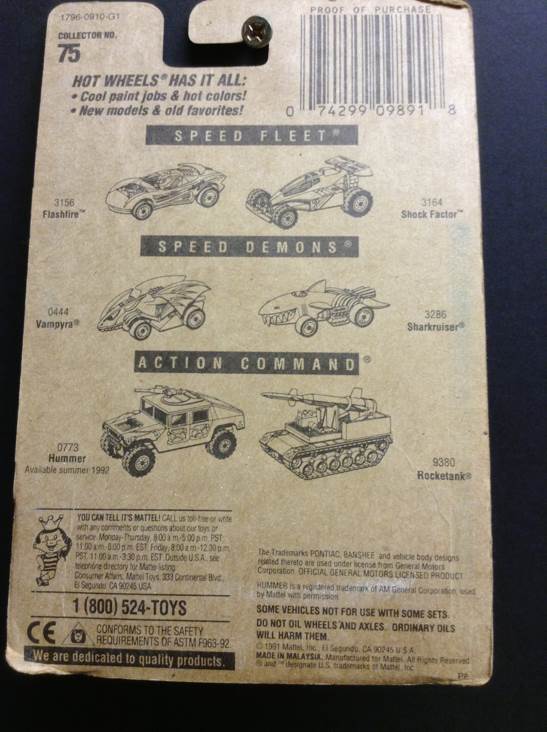 1796-0910-G1
COLLECTOR NO.
75
PROOF OF PURCHASE
0 74299 09891 8
HOT WHEELS® HAS IT ALL:
• Cool paint jobs & hot colors!
• New models & old favorites!
SPEED FLEET®
3156
Flashfire™
3164
Shock Factor™
SPEED DEMONS®
0444
Vampyra®
3286
Sharkruiser®
ACTION COMMAND®
0773
Hummer
Available summer 1992
9380
Rocketank®
YOU CAN TELL IT'S MATTEL! CALL us toll-free or write
with any comments or questions about our toys or
service. Monday-Thursday, 8:00 a.m.-5:00 p.m. PST,
11:00 a.m.-8:00 p.m. EST, Friday, 8:00 a.m.-12:30 p.m.
PST, 11:00 a.m.-3:30 p.m. EST. Outside U.S.A., see
telephone directory for Mattel listing.
Consumer Affairs, Mattel Toys, 333 Continental Blvd.,
El Segundo, CA 90245 USA
1 (800) 524-TOYS
CE CONFORMS TO THE SAFETY
REQUIREMENTS OF ASTM F963-92.
We are dedicated to quality products.
The Trademarks PONTIAC, BANSHEE and vehicle body designs
related thereto are used under license from General Motors
Corporation. OFFICIAL GENERAL MOTORS LICENSED PRODUCT.
HUMMER is a registered trademark of AM General Corporation, used
by Mattel with permission.
SOME VEHICLES NOT FOR USE WITH SOME SETS.
DO NOT OIL WHEELS AND AXLES. ORDINARY OILS
WILL HARM THEM.
© 1991 Mattel, Inc., El Segundo, CA 90245 U.S.A.
MADE IN MALAYSIA. Manufactured for Mattel. All Rights Reserved.
® and ™ designate U.S. trademarks of Mattel, Inc.